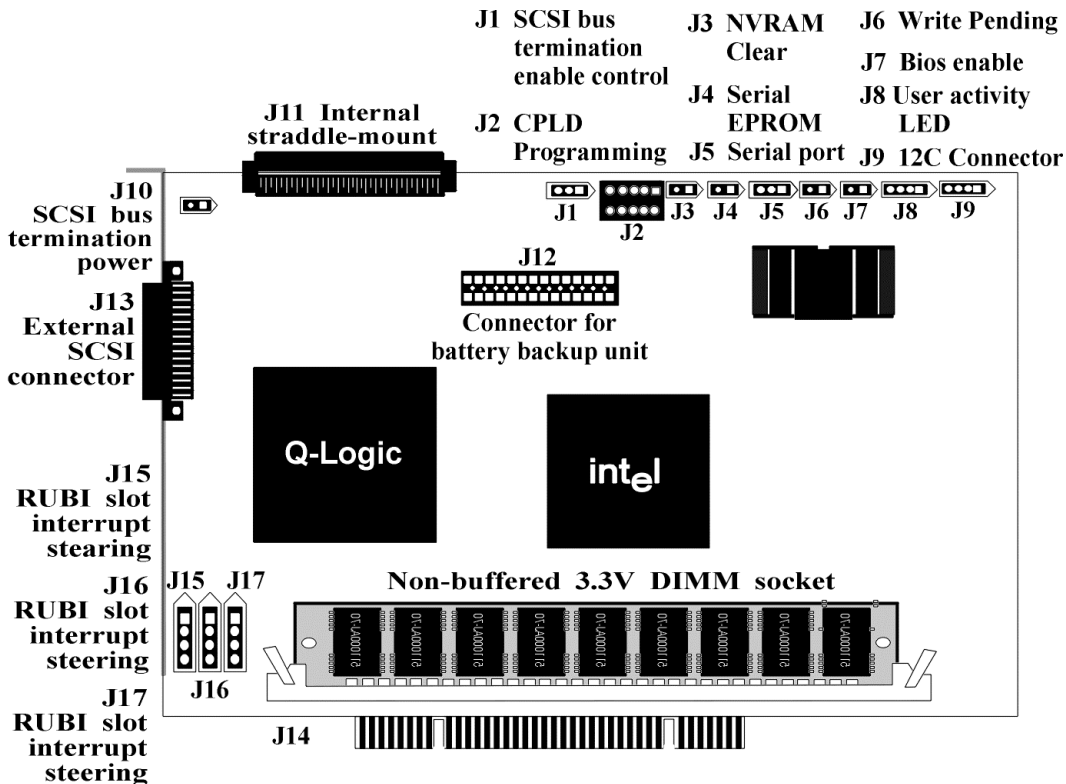 J1 SCSI bus
termination
enable control
J2 CPLD
Programming
J3 NVRAM
Clear
J4 Serial
EPROM
J5 Serial port
J6 Write Pending
J7 Bios enable
J8 User activity
LED
J9 12C Connector
J11 Internal
straddle-mount
J10
SCSI bus
termination
power
J1
J2
J3
J4
J5
J6
J7
J8
J9
J12
Connector for
battery backup unit
J13
External
SCSI
connector
Q-Logic
intel
J15
RUBI slot
interrupt
stearing
J16
RUBI slot
interrupt
steering
J15
J17
J16
Non-buffered 3.3V DIMM socket
J17
RUBI slot
interrupt
steering
J14